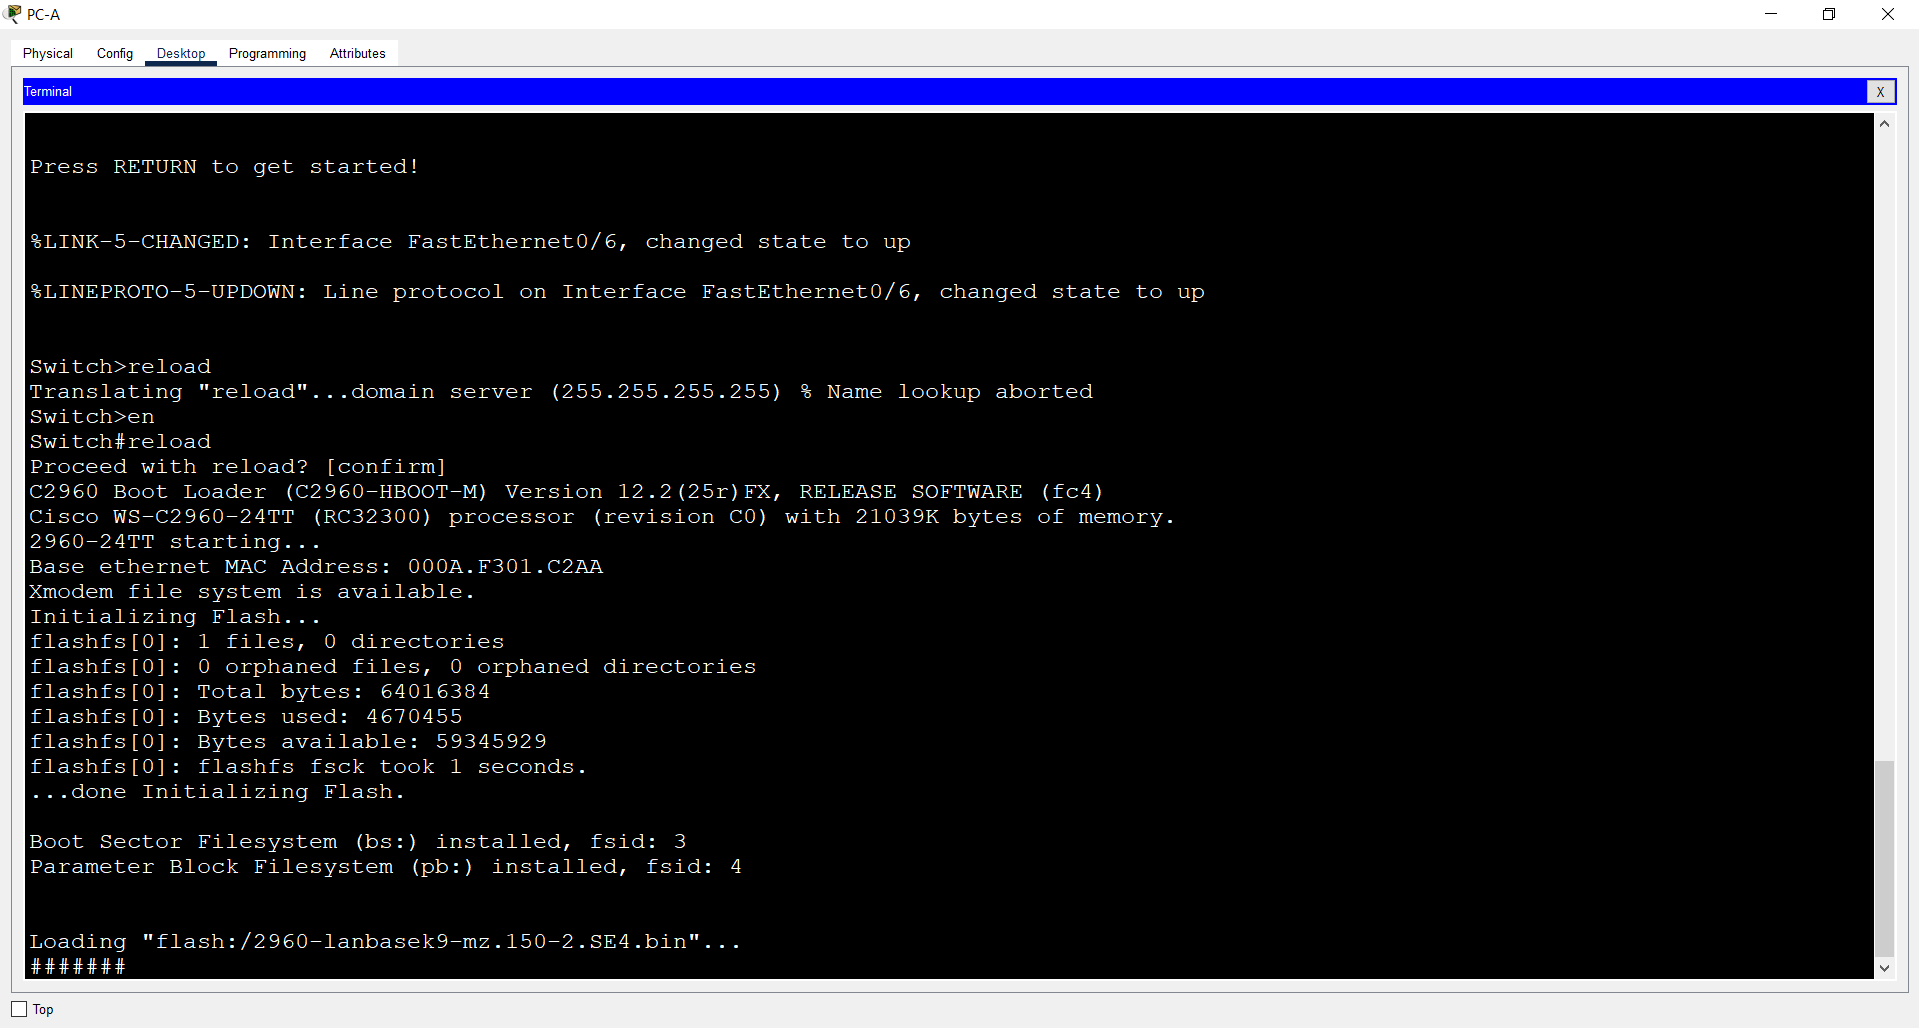 PC-A
Physical Config Desktop Programming Attributes
Terminal
X
Press RETURN to get started!
%LINK-5-CHANGED: Interface FastEthernet0/6, changed state to up
%LINEPROTO-5-UPDOWN: Line protocol on Interface FastEthernet0/6, changed state to up
Switch>reload
Translating "reload"...domain server (255.255.255.255) % Name lookup aborted
Switch>en
Switch#reload
Proceed with reload? [confirm]
C2960 Boot Loader (C2960-HBOOT-M) Version 12.2(25r)FX, RELEASE SOFTWARE (fc4)
Cisco WS-C2960-24TT (RC32300) processor (revision C0) with 21039K bytes of memory.
2960-24TT starting...
Base ethernet MAC Address: 000A.F301.C2AA
Xmodem file system is available.
Initializing Flash...
flashfs[0]: 1 files, 0 directories
flashfs[0]: 0 orphaned files, 0 orphaned directories
flashfs[0]: Total bytes: 64016384
flashfs[0]: Bytes used: 4670455
flashfs[0]: Bytes available: 59345929
flashfs[0]: flashfs fsck took 1 seconds.
...done Initializing Flash.
Boot Sector Filesystem (bs:) installed, fsid: 3
Parameter Block Filesystem (pb:) installed, fsid: 4
Loading "flash:/2960-lanbasek9-mz.150-2.SE4.bin"...
#######
Top